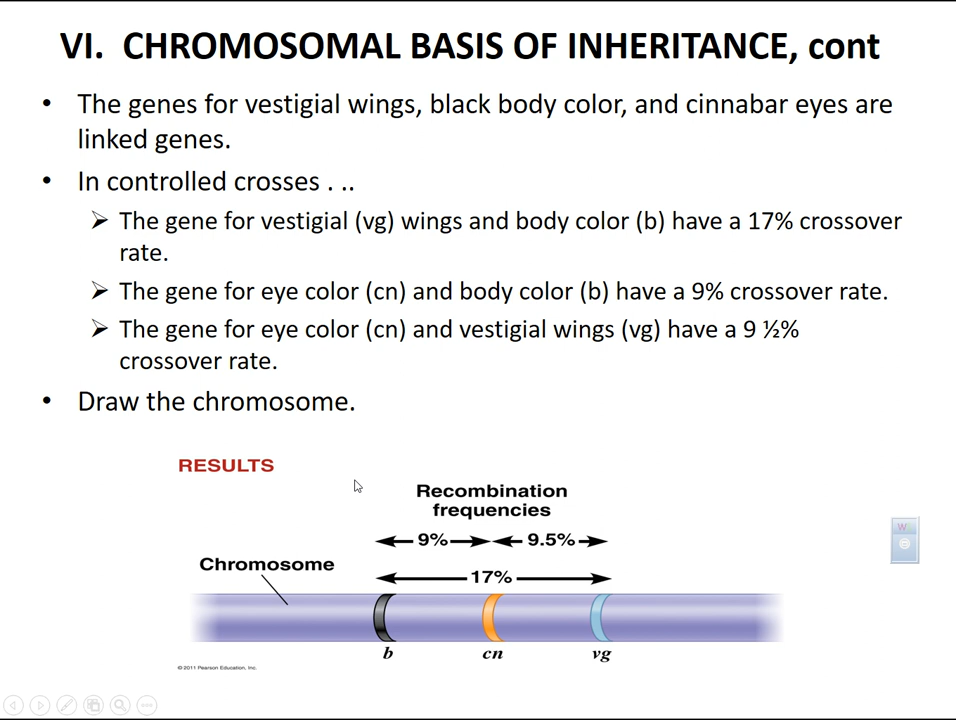 VI.  CHROMOSOMAL BASIS OF INHERITANCE, cont
• The genes for vestigial wings, black body color, and cinnabar eyes are
linked genes.
• In controlled crosses . ..
➢ The gene for vestigial (vg) wings and body color (b) have a 17% crossover
rate.
➢ The gene for eye color (cn) and body color (b) have a 9% crossover rate.
➢ The gene for eye color (cn) and vestigial wings (vg) have a 9 ½%
crossover rate.
• Draw the chromosome.
RESULTS
Recombination
frequencies
9% 9.5%
Chromosome
17%
b cn vg
© 2011 Pearson Education, Inc.
W